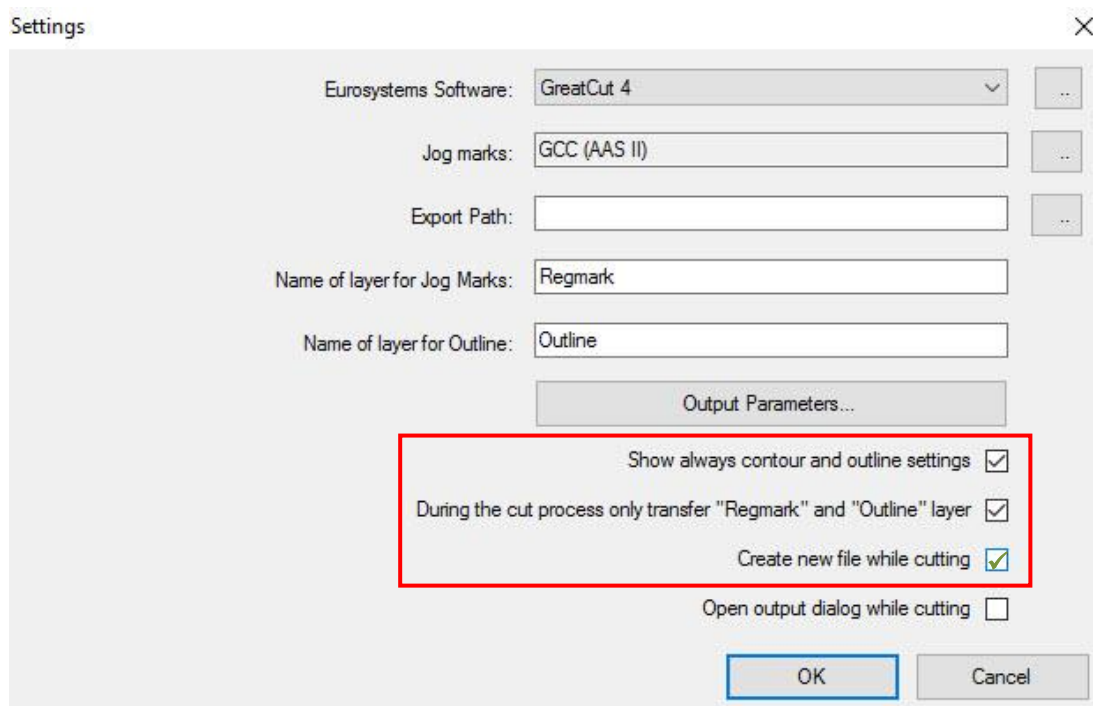 Settings
Eurosystems Software: GreatCut 4 ..
Jog marks: GCC (AAS II) ..
Export Path: ..
Name of layer for Jog Marks: Regmark
Name of layer for Outline: Outline
Output Parameters...
Show always contour and outline settings
During the cut process only transfer "Regmark" and "Outline" layer
Create new file while cutting
Open output dialog while cutting
OK Cancel